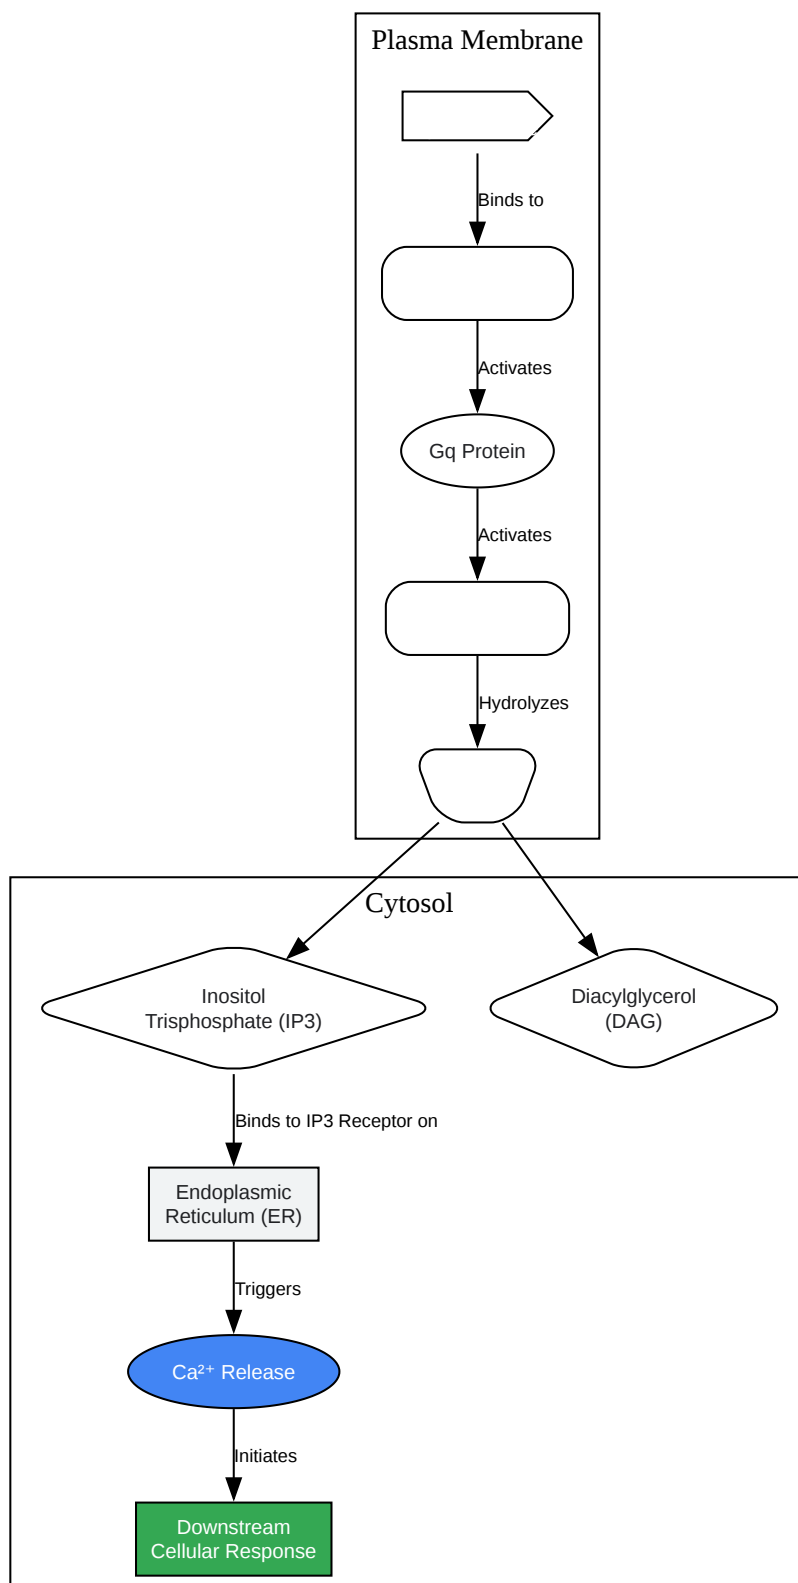 Plasma Membrane
Binds to
Activates
Gq Protein
Activates
Hydrolyzes
Cytosol
Inositol
Trisphosphate (IP3)
Diacylglycerol
(DAG)
Binds to IP3 Receptor on
Endoplasmic
Reticulum (ER)
Triggers
Ca²⁺ Release
Initiates
Downstream
Cellular Response